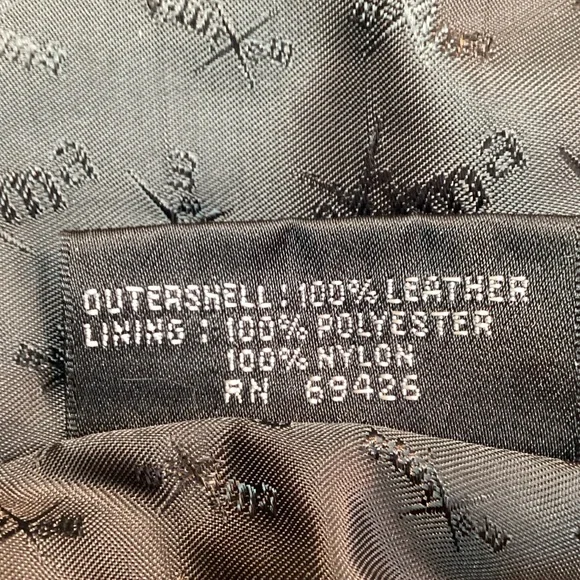 OUTERSHELL: 100% LEATHER
LINING : 100% POLYESTER
100% NYLON
RN 69426